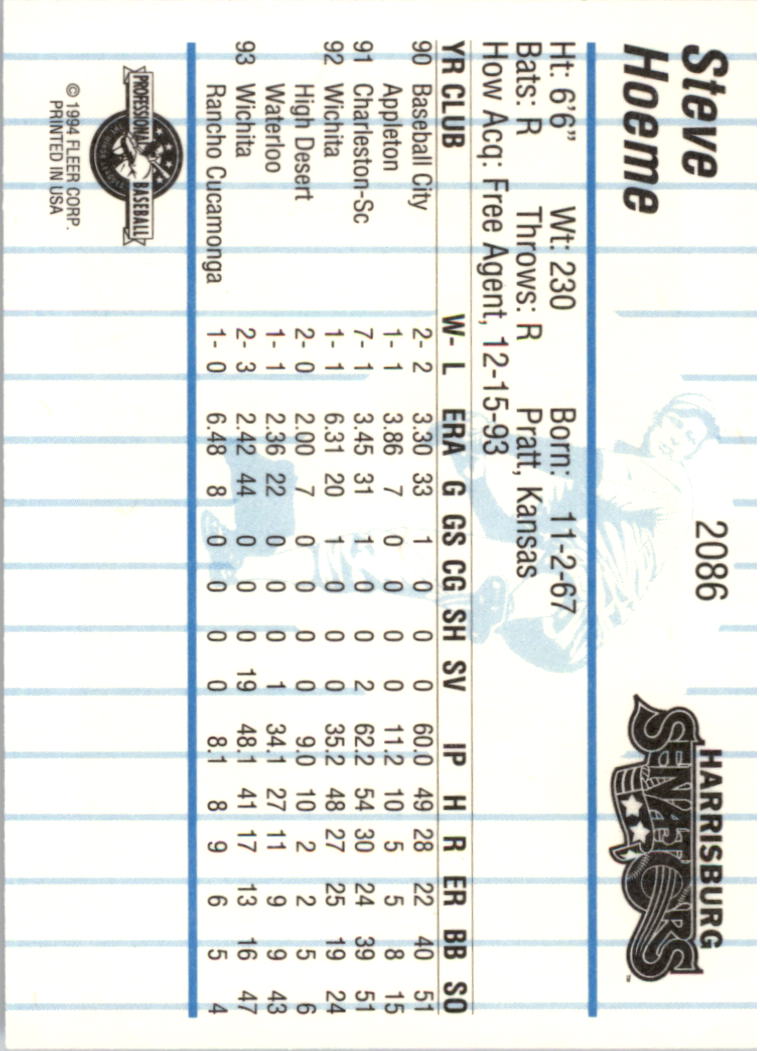 Steve
Hoeme
2086
HARRISBURG
SENATORS
™
Ht: 6'6" Wt: 230 Born: 11-2-67
Bats: R Throws: R Pratt, Kansas
How Acq: Free Agent, 12-15-93
YR CLUB W- L ERA G GS CG SH SV IP H R ER BB SO
90 Baseball City 2- 2 3.30 33 1 0 0 0 60.0 49 28 22 40 51
Appleton 1- 1 3.86 7 0 0 0 0 11.2 10 5 5 8 15
91 Charleston-Sc 7- 1 3.45 31 1 0 0 2 62.2 54 30 24 39 51
92 Wichita 1- 1 6.31 20 1 0 0 0 35.2 48 27 25 19 24
High Desert 2- 0 2.00 7 0 0 0 0 9.0 10 2 2 5 6
Waterloo 1- 1 2.36 22 0 0 0 1 34.1 27 11 9 9 43
93 Wichita 2- 3 2.42 44 0 0 0 19 48.1 41 17 13 16 47
Rancho Cucamonga 1- 0 6.48 8 0 0 0 0 8.1 8 9 6 5 4
PROFESSIONAL BASEBALL
© 1994 FLEER CORP.
PRINTED IN USA